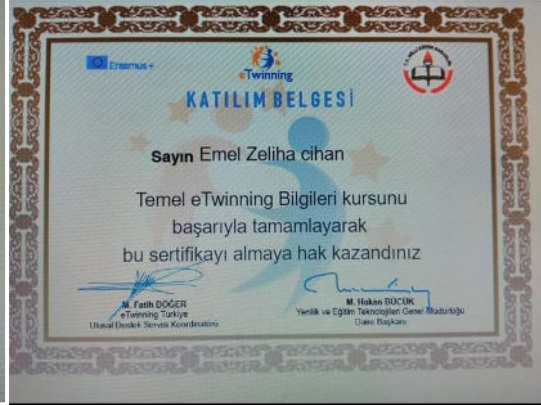 Erasmus+
eTwinning
KATILIM BELGESİ
Sayın Emel Zeliha cihan
Temel eTwinning Bilgileri kursunu
başarıyla tamamlayarak
bu sertifikayı almaya hak kazandınız
M. Fatih DÖĞER
eTwinning Türkiye
Ulusal Destek Servisi Koordinatörü
M. Hakan BÜCÜK
Yenilik ve Eğitim Teknolojileri Genel Müdürlüğü
Daire Başkanı